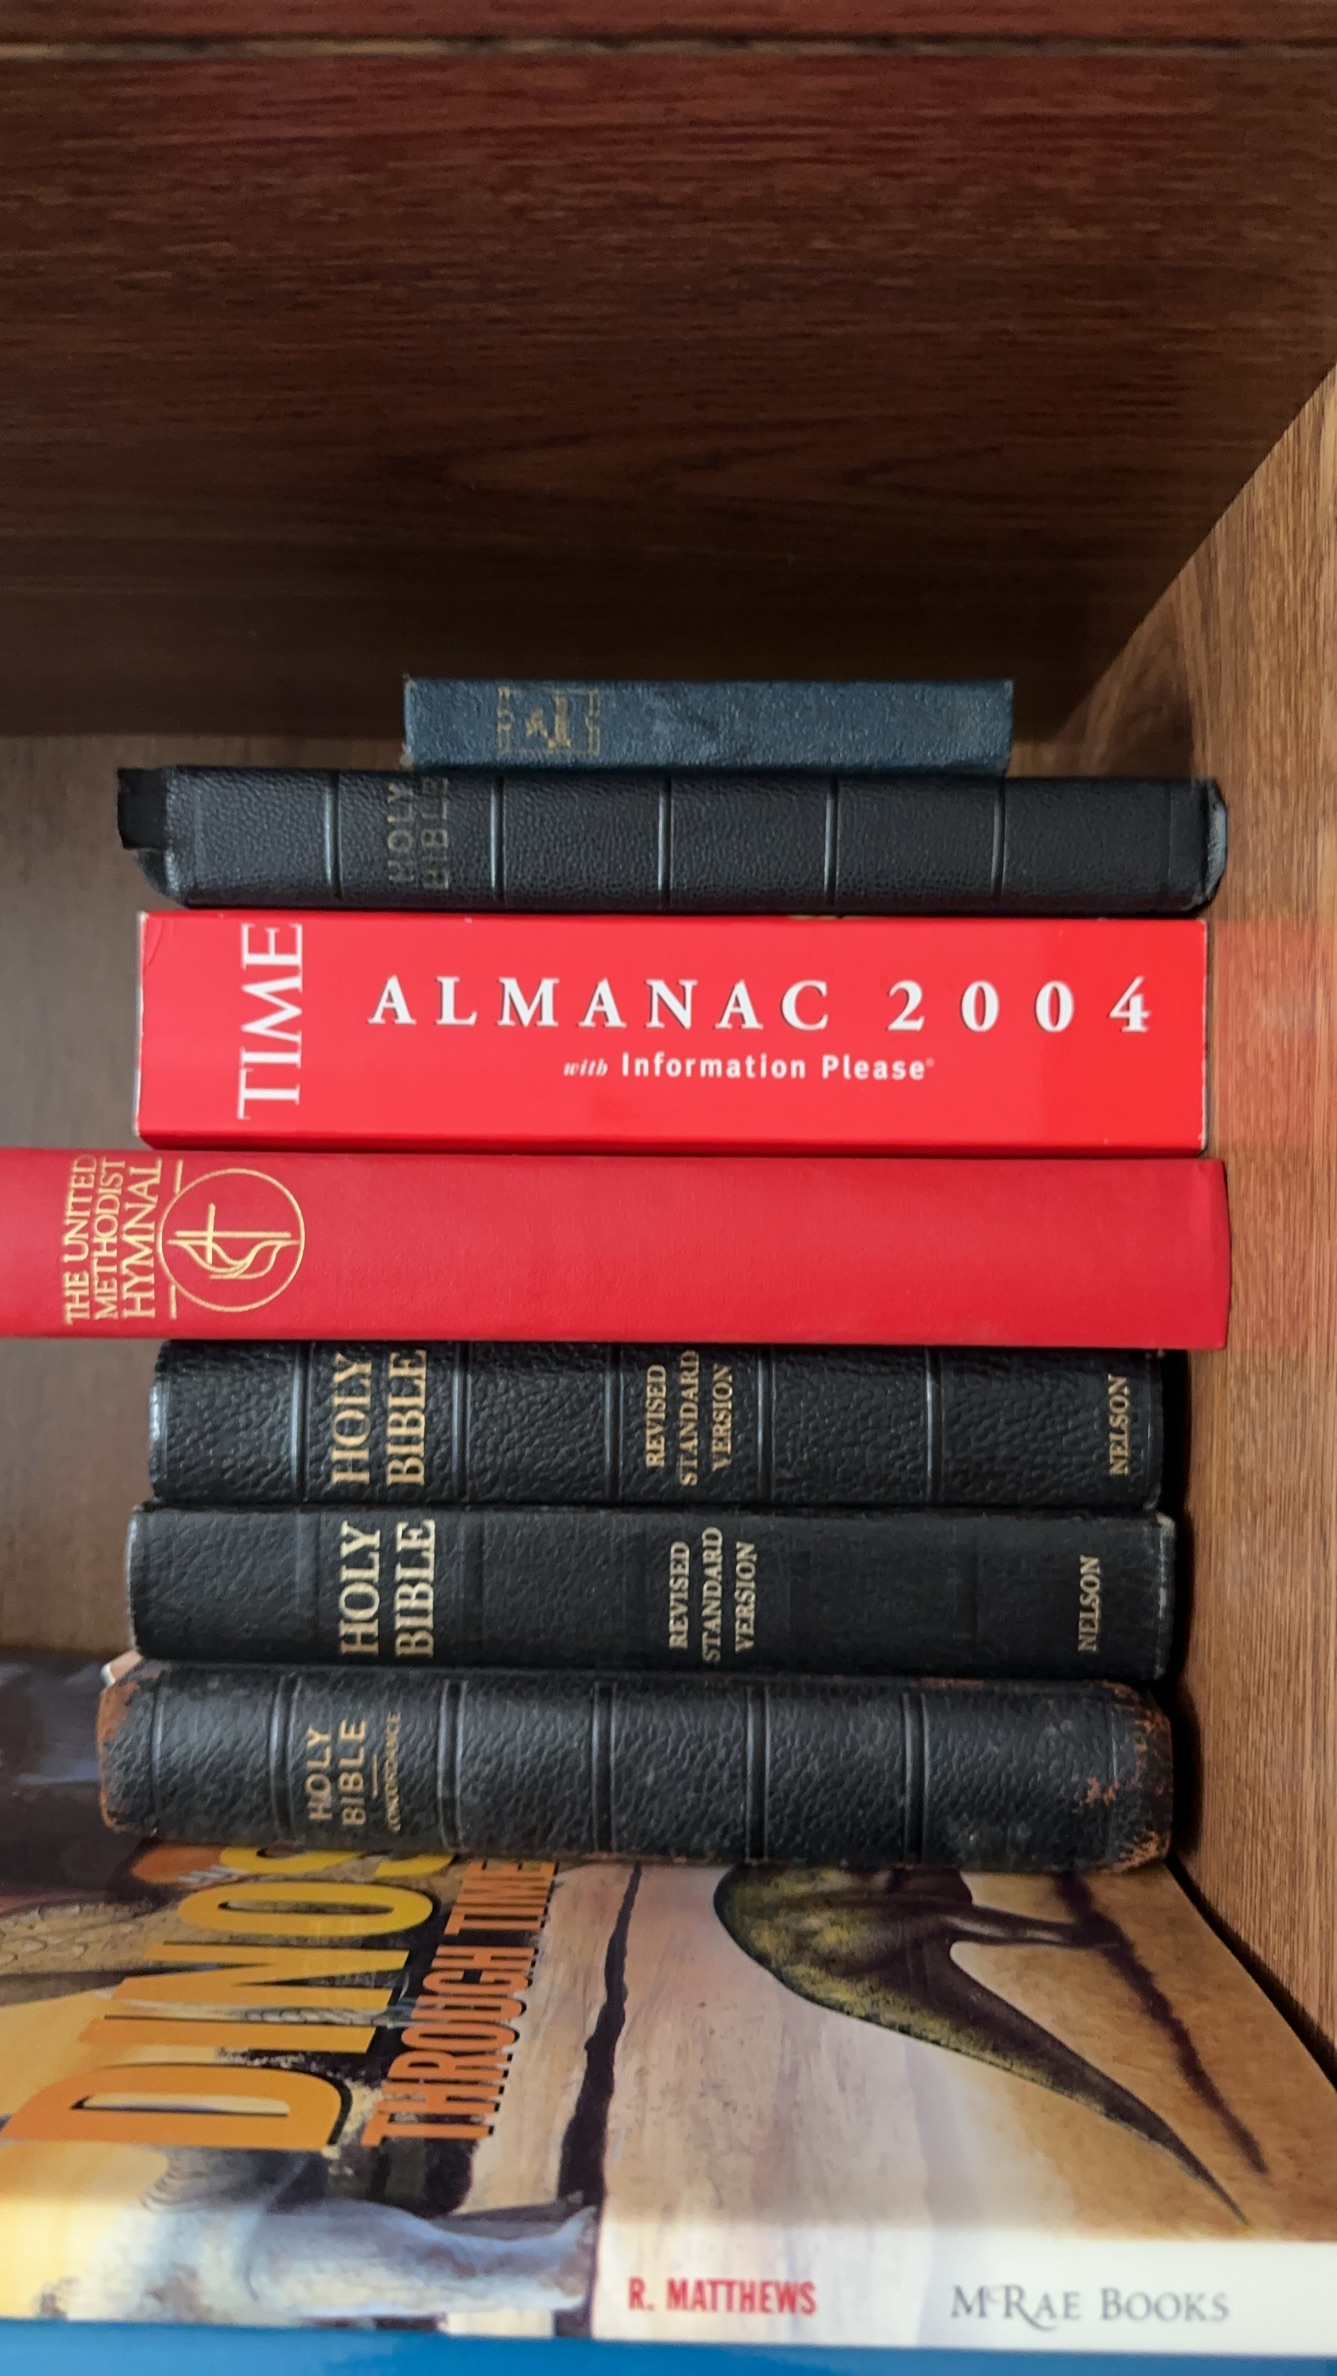 HOLY
BIBLE
TIME
ALMANAC 2004
with Information Please®
THE UNITED
METHODIST
HYMNAL
HOLY
BIBLE
REVISED
STANDARD
VERSION
NELSON
HOLY
BIBLE
REVISED
STANDARD
VERSION
NELSON
HOLY
BIBLE
CONCORDANCE
DINOS
THROUGH TIME
R. MATTHEWS
McRAE BOOKS